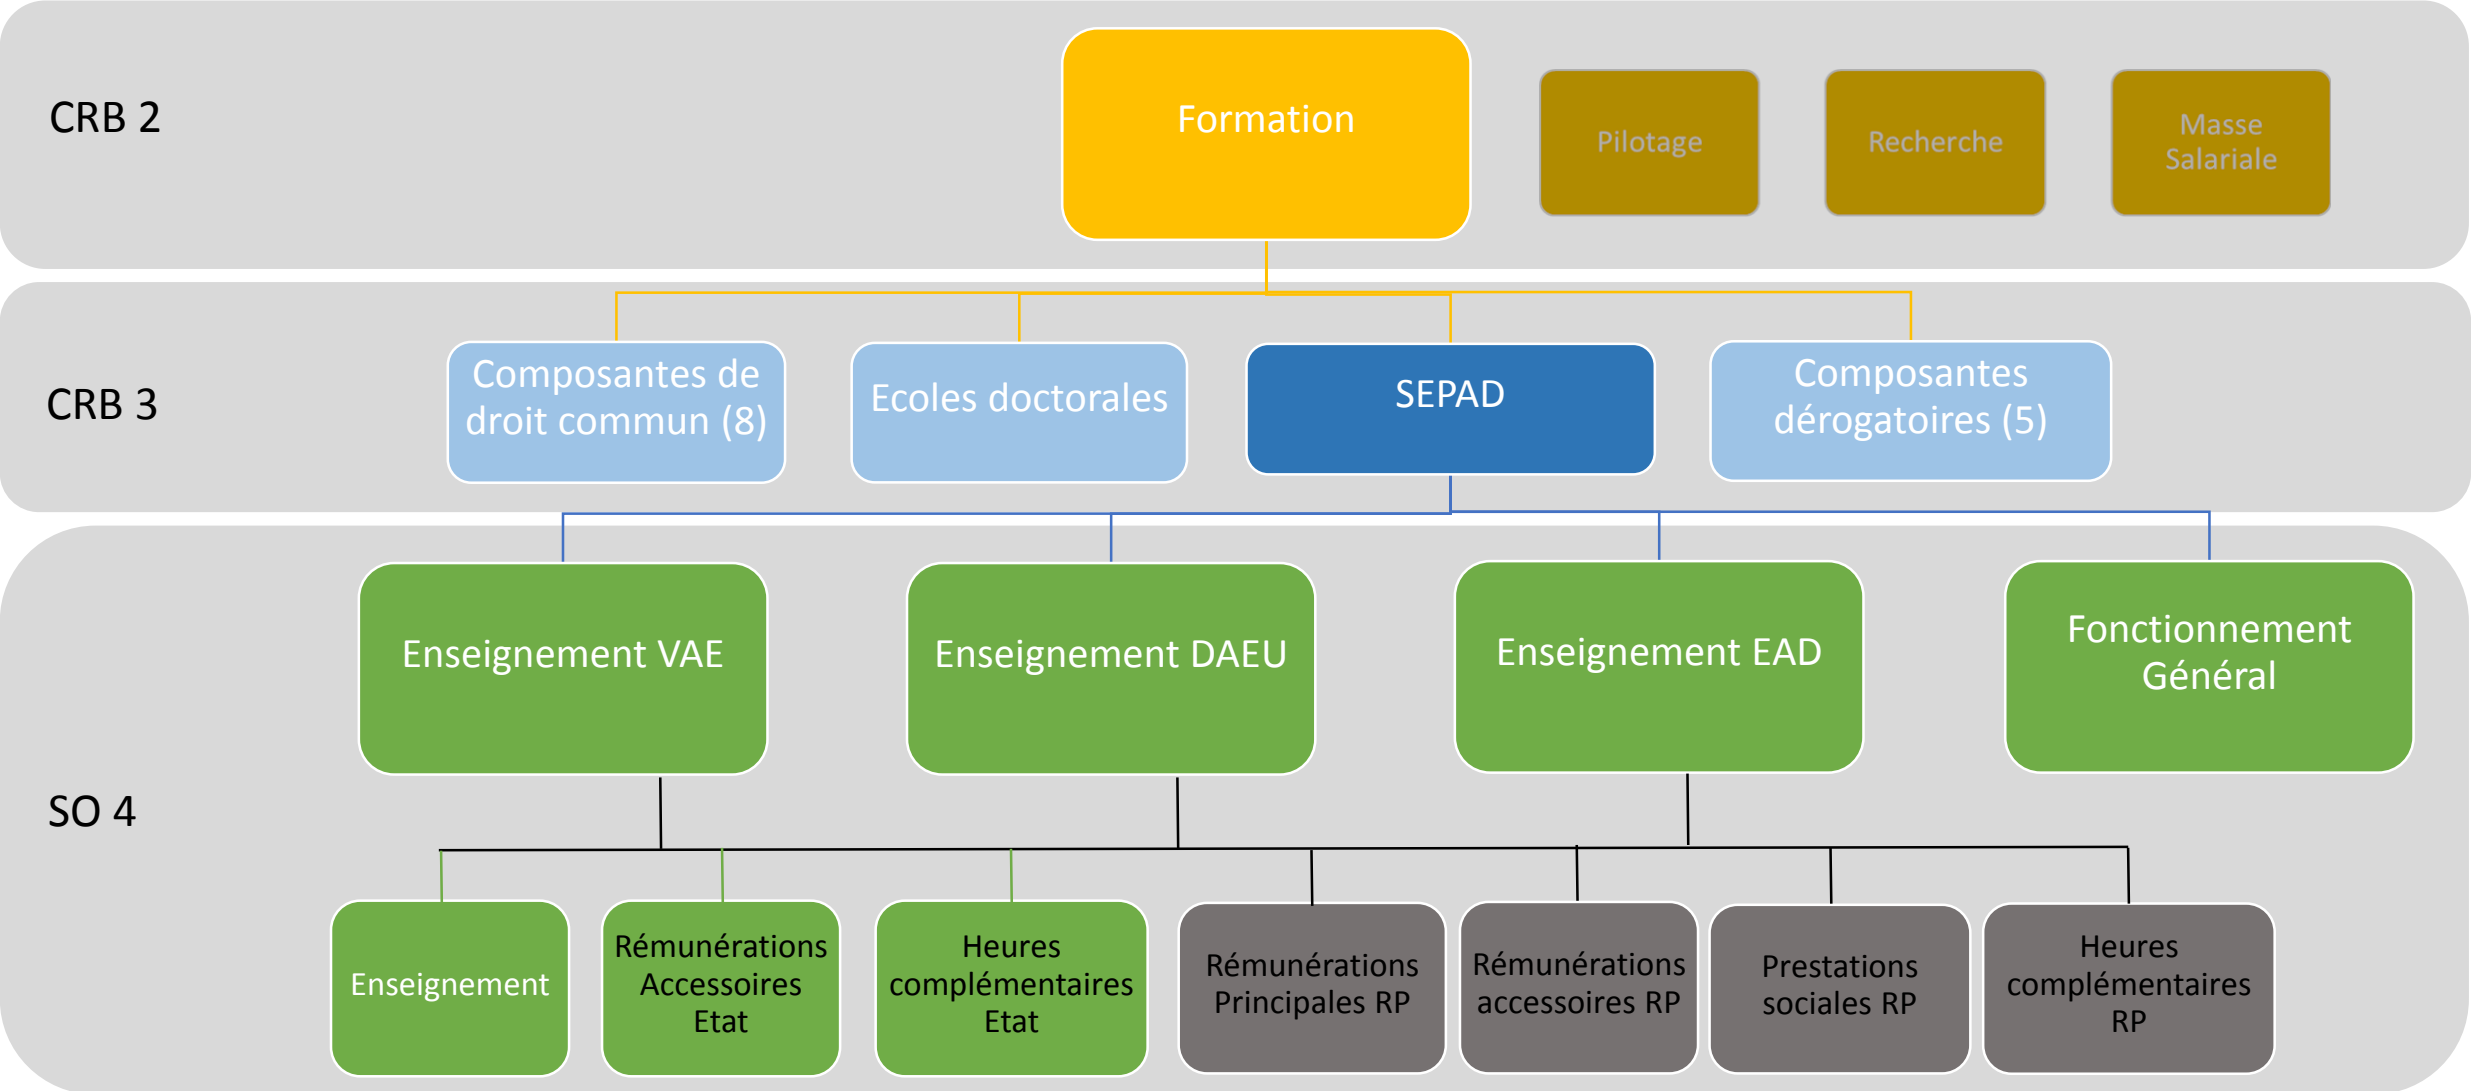 CRB 2
Formation
Pilotage
Recherche
Masse
Salariale
CRB 3
Composantes de
droit commun (8)
Ecoles doctorales
SEPAD
Composantes
dérogatoires (5)
SO 4
Enseignement VAE
Enseignement DAEU
Enseignement EAD
Fonctionnement
Général
Enseignement
Rémunérations
Accessoires
Etat
Heures
complémentaires
Etat
Rémunérations
Principales RP
Rémunérations
accessoires RP
Prestations
sociales RP
Heures
complémentaires
RP